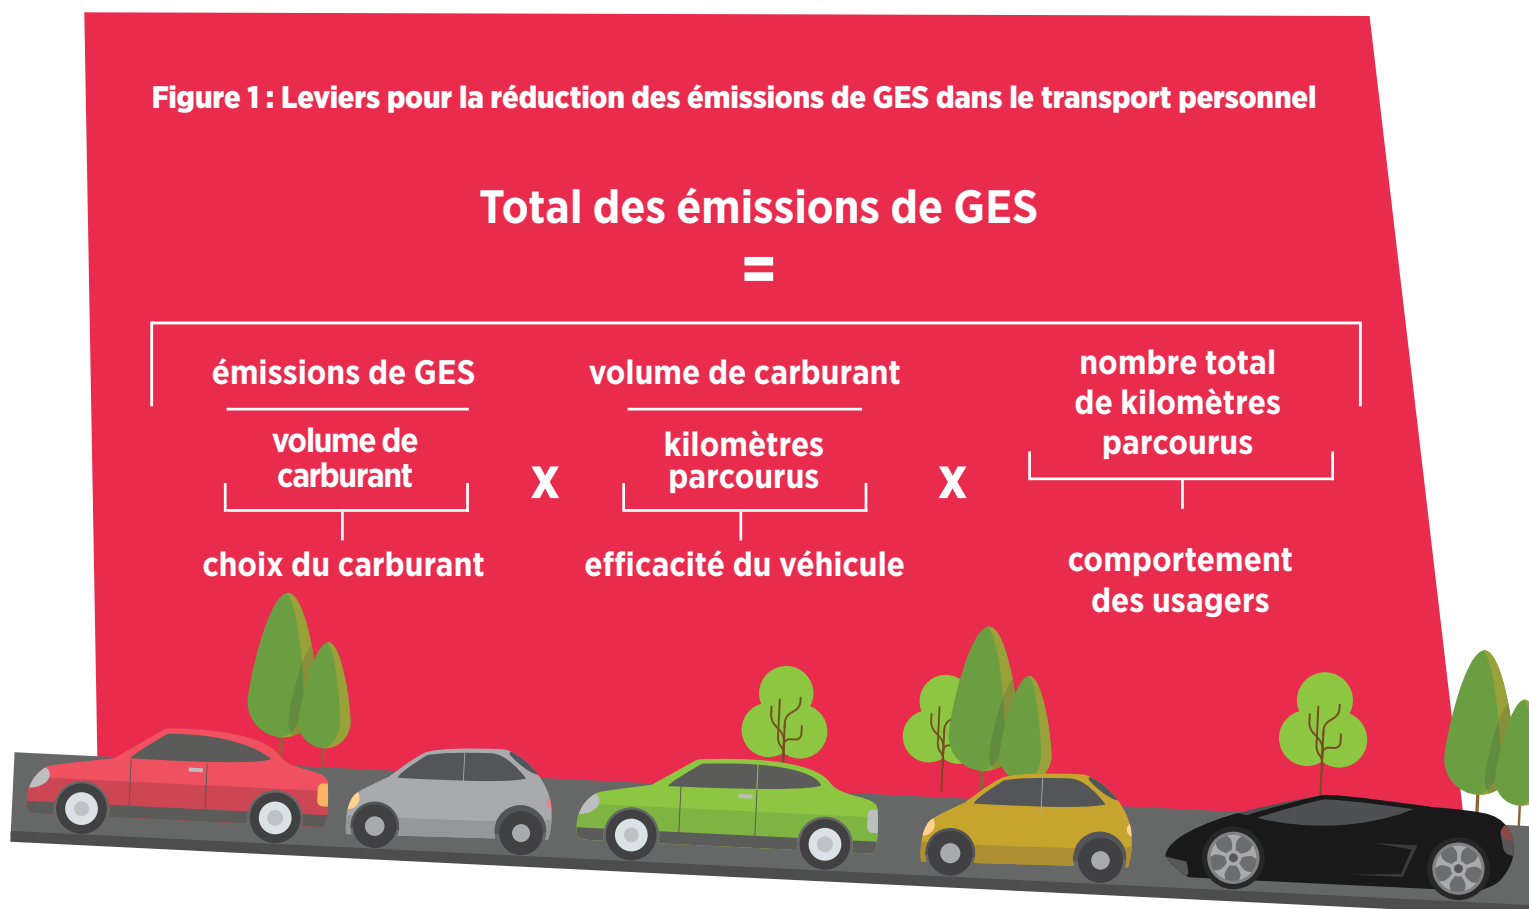 Figure 1 : Leviers pour la réduction des émissions de GES dans le transport personnel
Total des émissions de GES
=
émissions de GES
volume de
carburant
choix du carburant
x
volume de carburant
kilomètres
parcourus
efficacité du véhicule
x
nombre total
de kilomètres
parcourus
comportement
des usagers